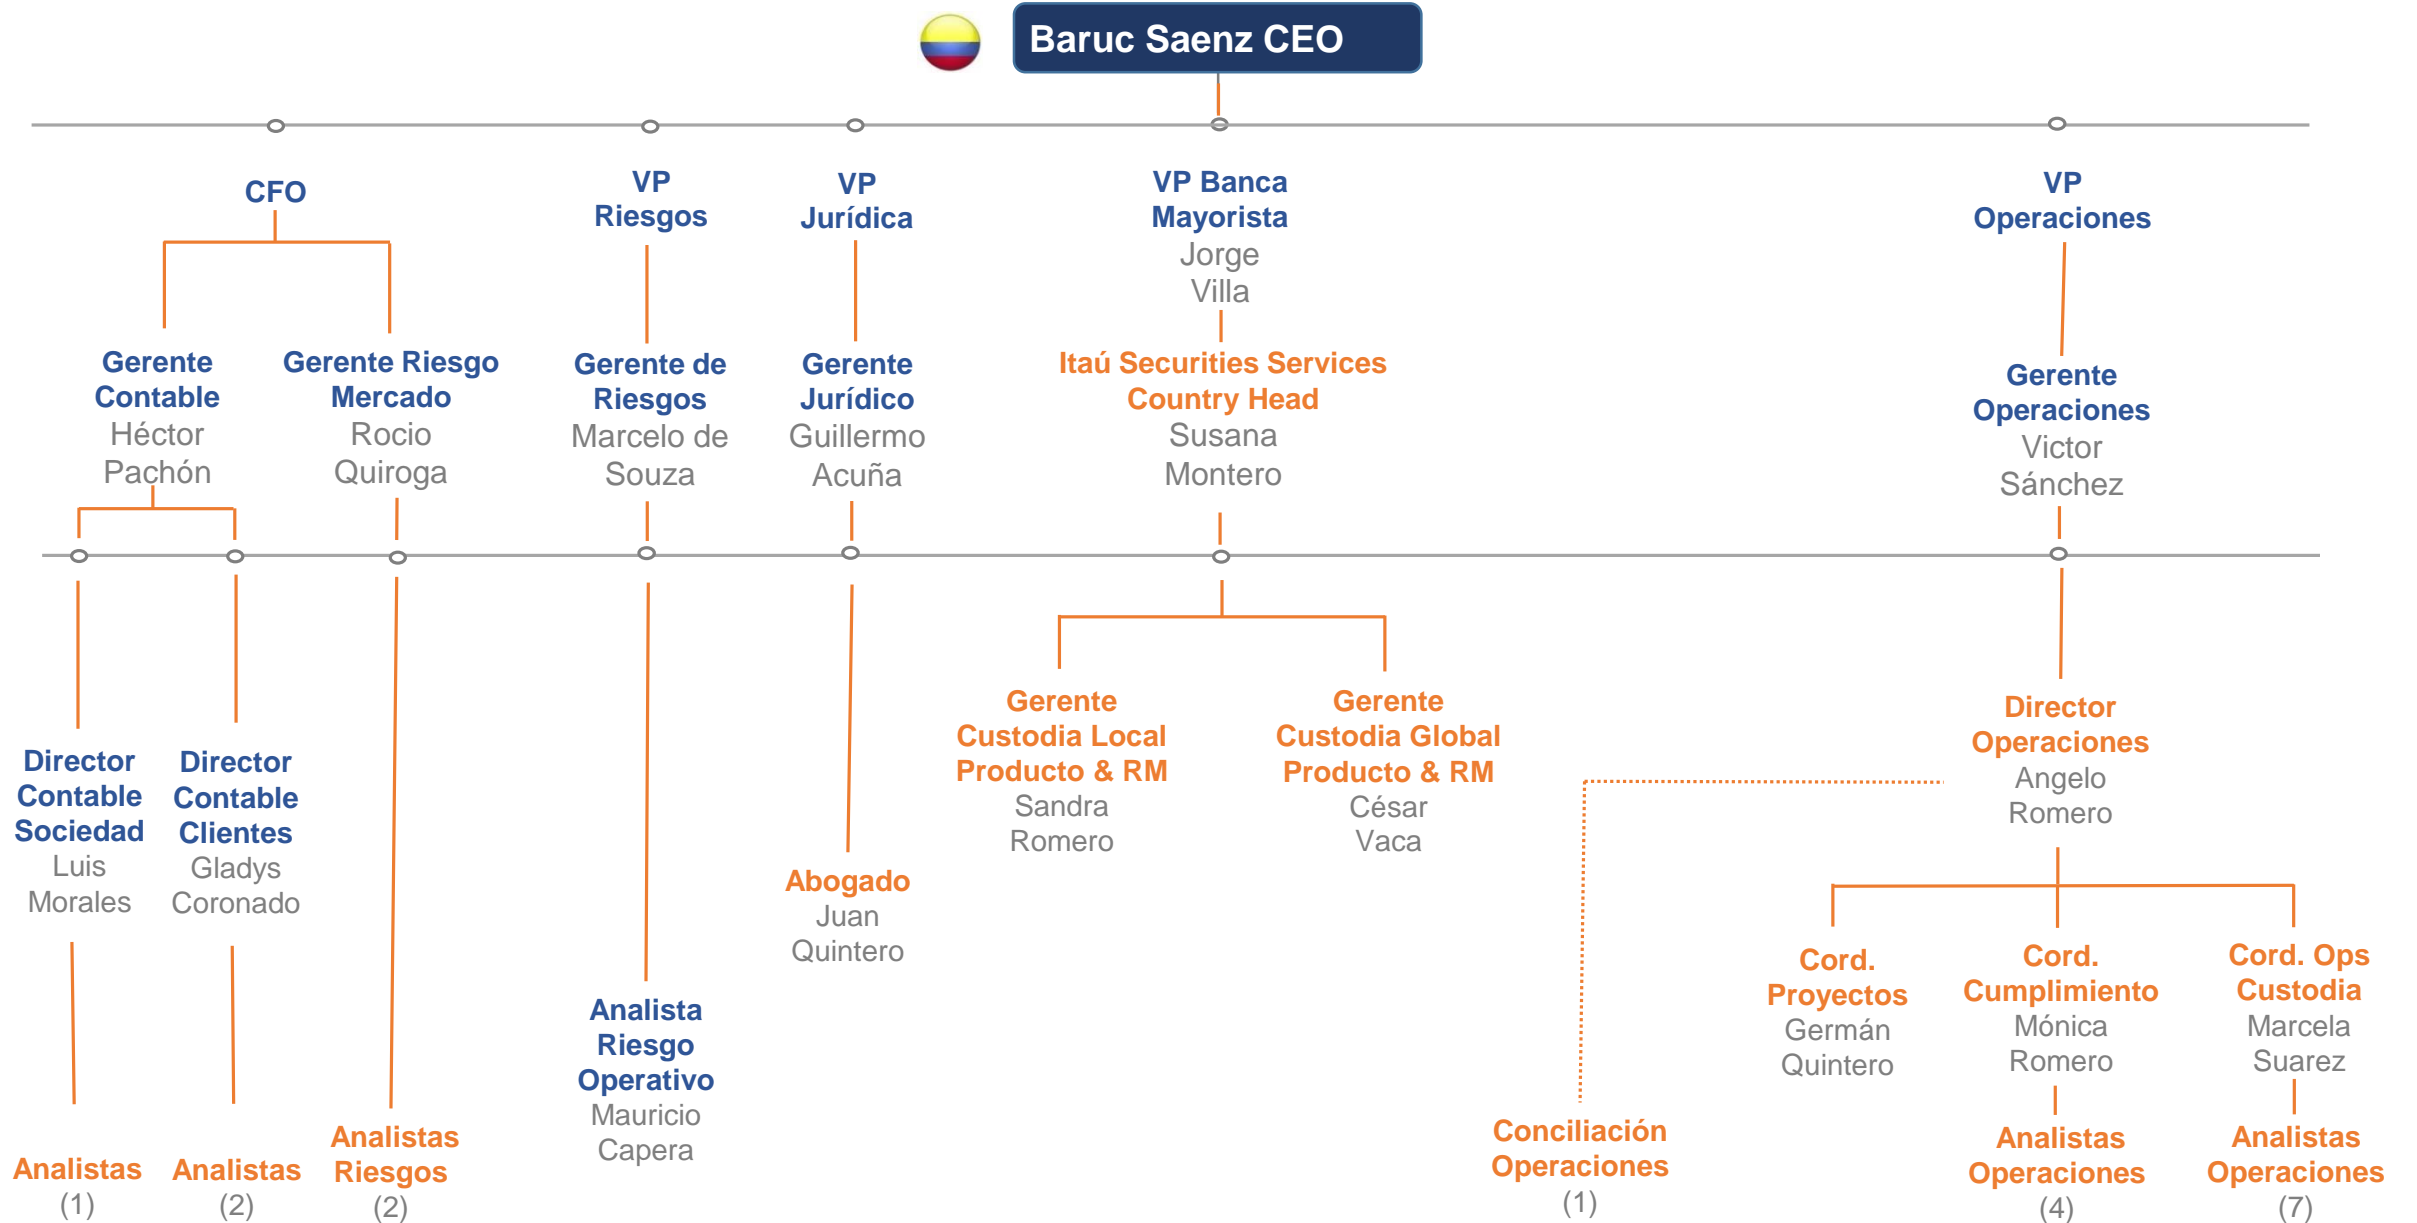 Baruc Saenz CEO
CFO
VP
Riesgos
VP
Jurídica
VP Banca
Mayorista
Jorge
Villa
VP
Operaciones
Gerente
Contable
Héctor
Pachón
Gerente Riesgo
Mercado
Rocio
Quiroga
Gerente de
Riesgos
Marcelo de
Souza
Gerente
Jurídico
Guillermo
Acuña
Itaú Securities Services
Country Head
Susana
Montero
Gerente
Operaciones
Victor
Sánchez
Director
Contable
Sociedad
Luis
Morales
Director
Contable
Clientes
Gladys
Coronado
Abogado
Juan
Quintero
Gerente
Custodia Local
Producto & RM
Sandra
Romero
Gerente
Custodia Global
Producto & RM
César
Vaca
Director
Operaciones
Angelo
Romero
Analista
Riesgo
Operativo
Mauricio
Capera
Cord.
Proyectos
Germán
Quintero
Cord.
Cumplimiento
Mónica
Romero
Cord. Ops
Custodia
Marcela
Suarez
Analistas
(1)
Analistas
(2)
Analistas
Riesgos
(2)
Conciliación
Operaciones
(1)
Analistas
Operaciones
(4)
Analistas
Operaciones
(7)